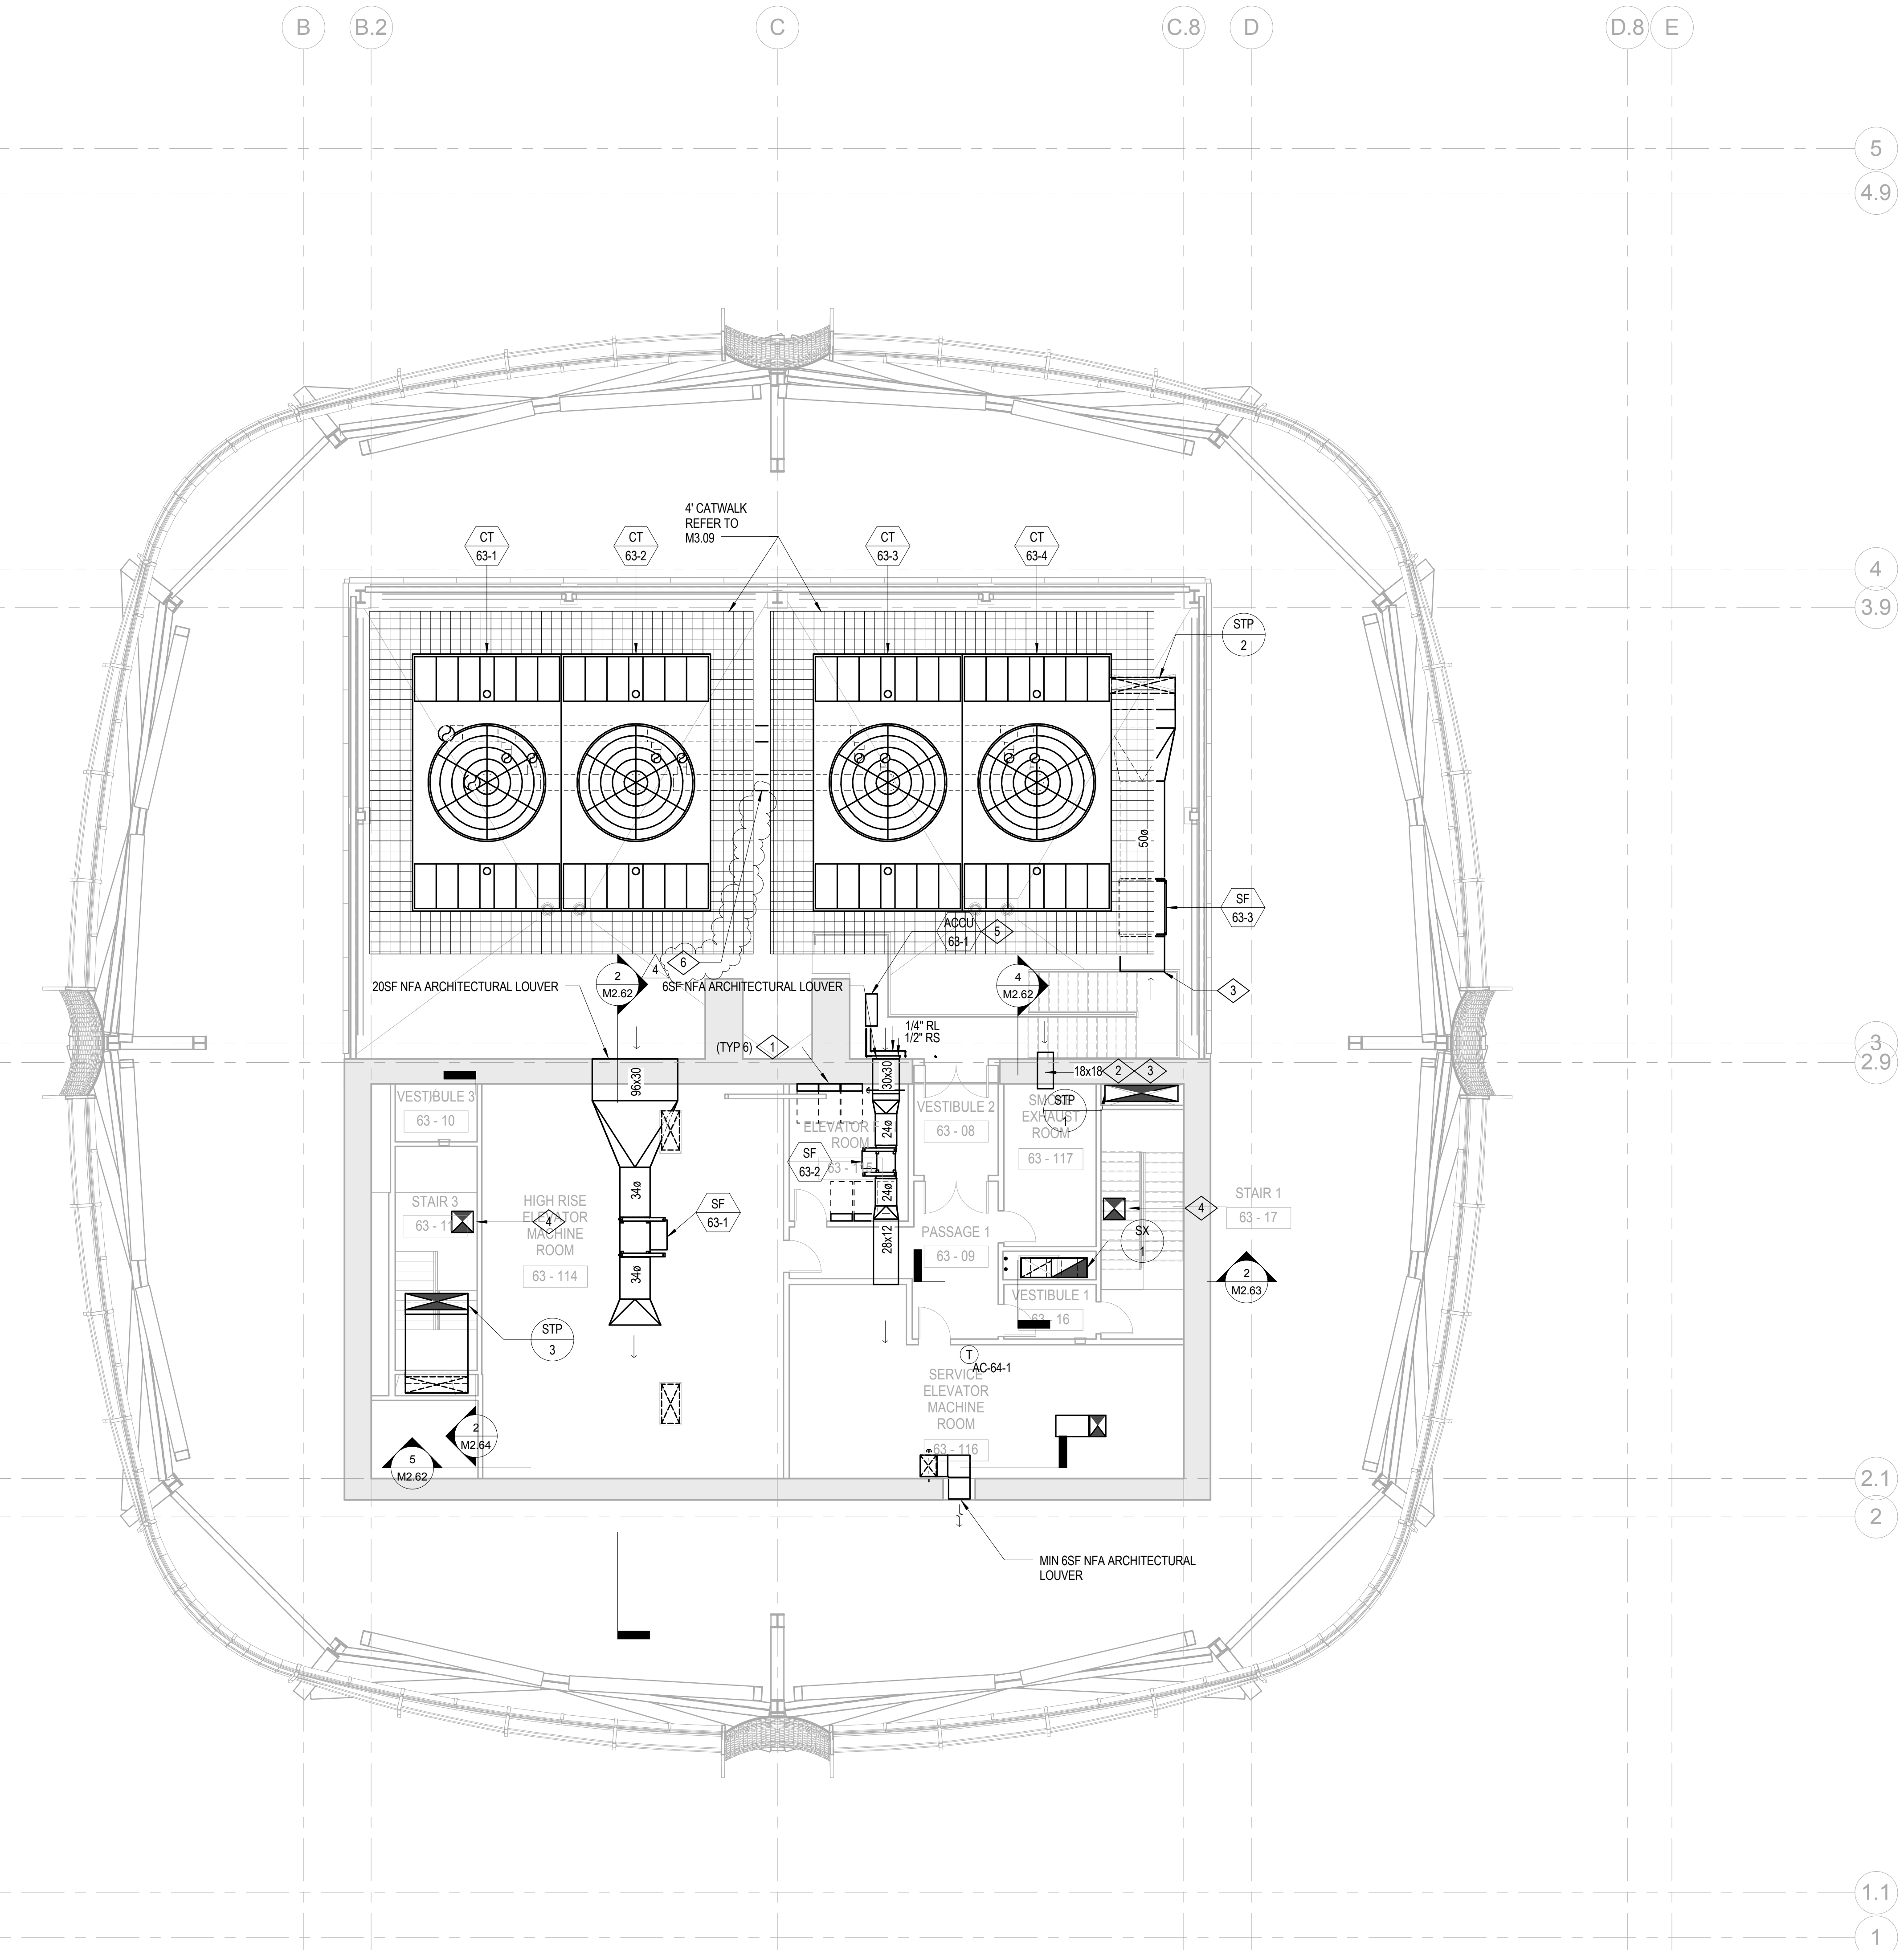 B
B.2
C
C.8
D
D.8
E
5
4.9
4' CATWALK
REFER TO
M3.09
CT
63-1
CT
63-2
CT
63-3
CT
63-4
4
3.9
STP
2
50ø
SF
63-3
ACCU
63-1
5
4
6
2
M2.62
4
M2.62
20SF NFA ARCHITECTURAL LOUVER
6SF NFA ARCHITECTURAL LOUVER
3
1/4" RL
1/2" RS
(TYP 6)
1
3
2.9
96x30
30x30
18x18
2
3
VESTIBULE 3
63 - 10
VESTIBULE 2
63 - 08
STP
1
EXHAUST
ROOM
63 - 117
24ø
ROOM
SF
63-2
24ø
34ø
STAIR 3
4
HIGH RISE
ELEVATOR
MACHINE
ROOM
63 - 114
SF
63-1
4
STAIR 1
63 - 17
PASSAGE 1
63 - 09
28x12
SX
1
34ø
2
M2.63
VESTIBULE 1
63 - 16
STP
3
T
AC-64-1
SERVICE
ELEVATOR
MACHINE
ROOM
63 - 116
2
M2.64
5
M2.62
2.1
2
MIN 6SF NFA ARCHITECTURAL
LOUVER
1.1
1